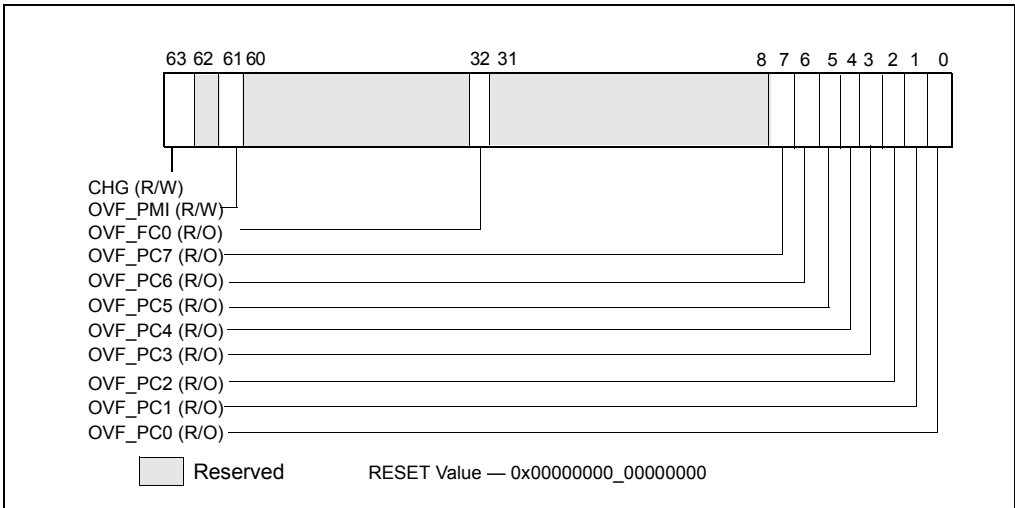 63 62 61 60 32 31 8 7 6 5 4 3 2 1 0
CHG (R/W)
OVF_PMI (R/W)
OVF_FC0 (R/O)
OVF_PC7 (R/O)
OVF_PC6 (R/O)
OVF_PC5 (R/O)
OVF_PC4 (R/O)
OVF_PC3 (R/O)
OVF_PC2 (R/O)
OVF_PC1 (R/O)
OVF_PC0 (R/O)
Reserved RESET Value — 0x00000000_00000000